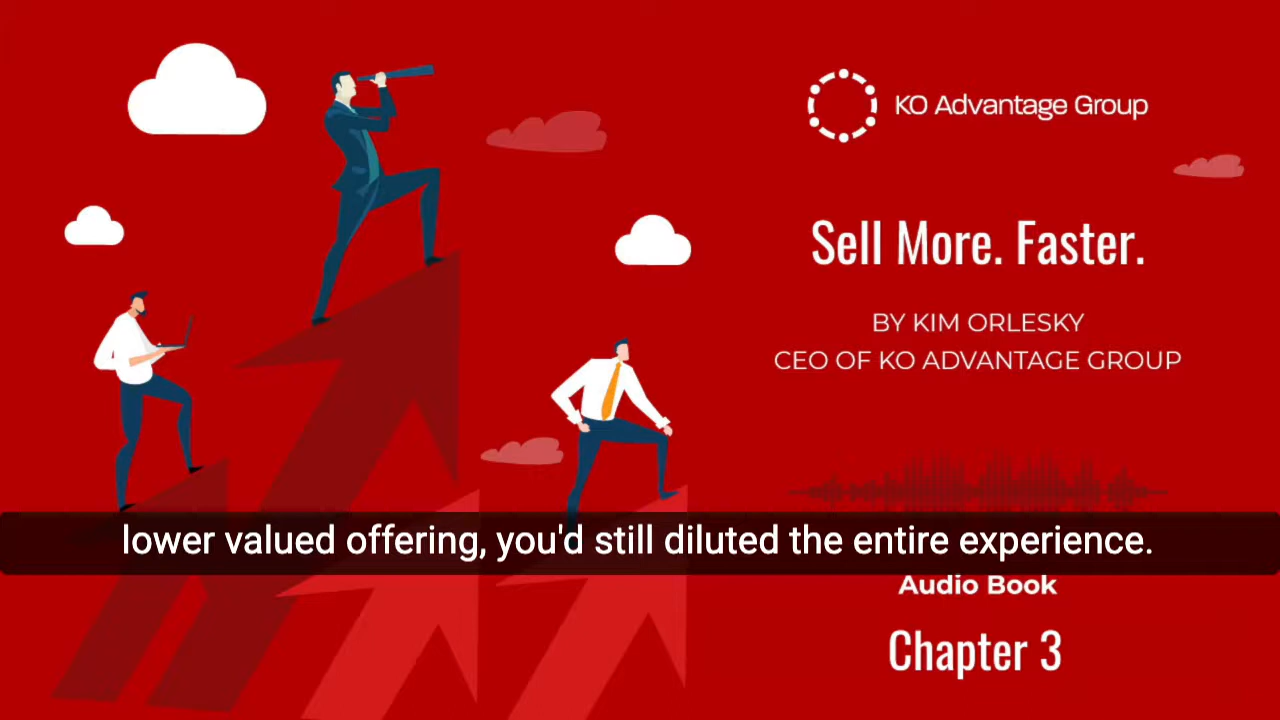 KO Advantage Group
Sell More. Faster.
BY KIM ORLESKY
CEO OF KO ADVANTAGE GROUP
lower valued offering, you'd still diluted the entire experience.
Audio Book
Chapter 3